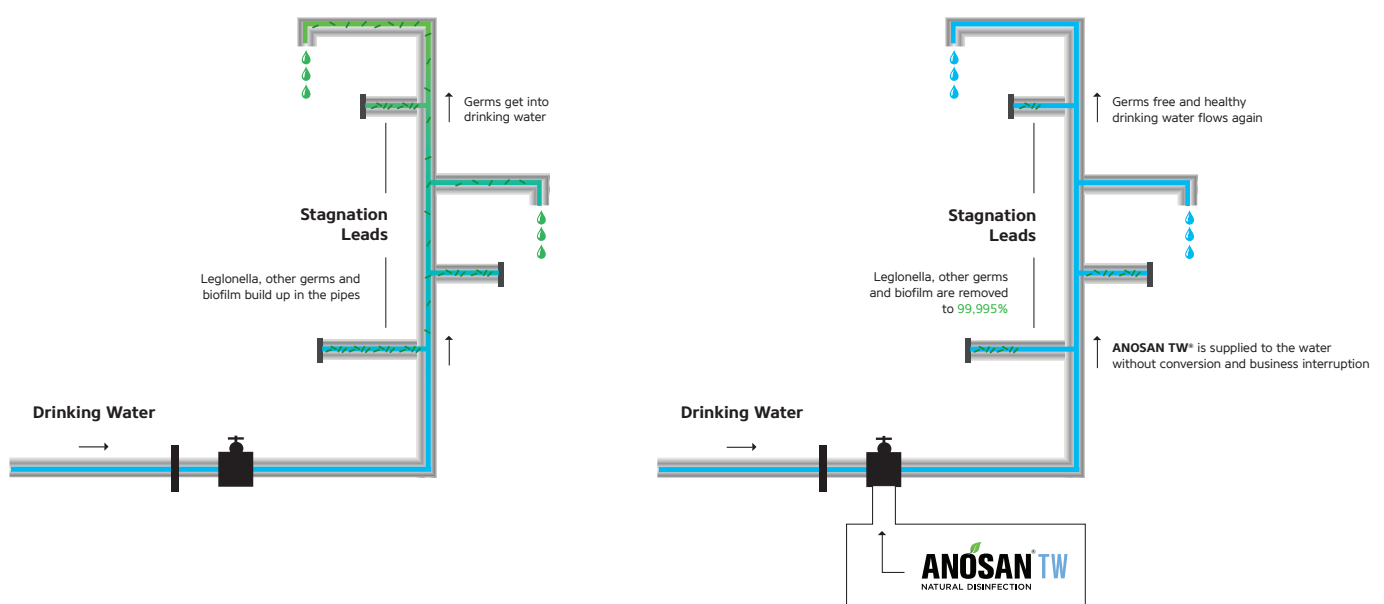 Germs get into
drinking water
Stagnation
Leads
Leglonella, other germs and
biofilm build up in the pipes
Drinking Water
Germs free and healthy
drinking water flows again
Stagnation
Leads
Leglonella, other germs
and biofilm are removed
to 99,995%
ANOSAN TW® is supplied to the water
without conversion and business interruption
Drinking Water
ANOSAN® TW
NATURAL DISINFECTION